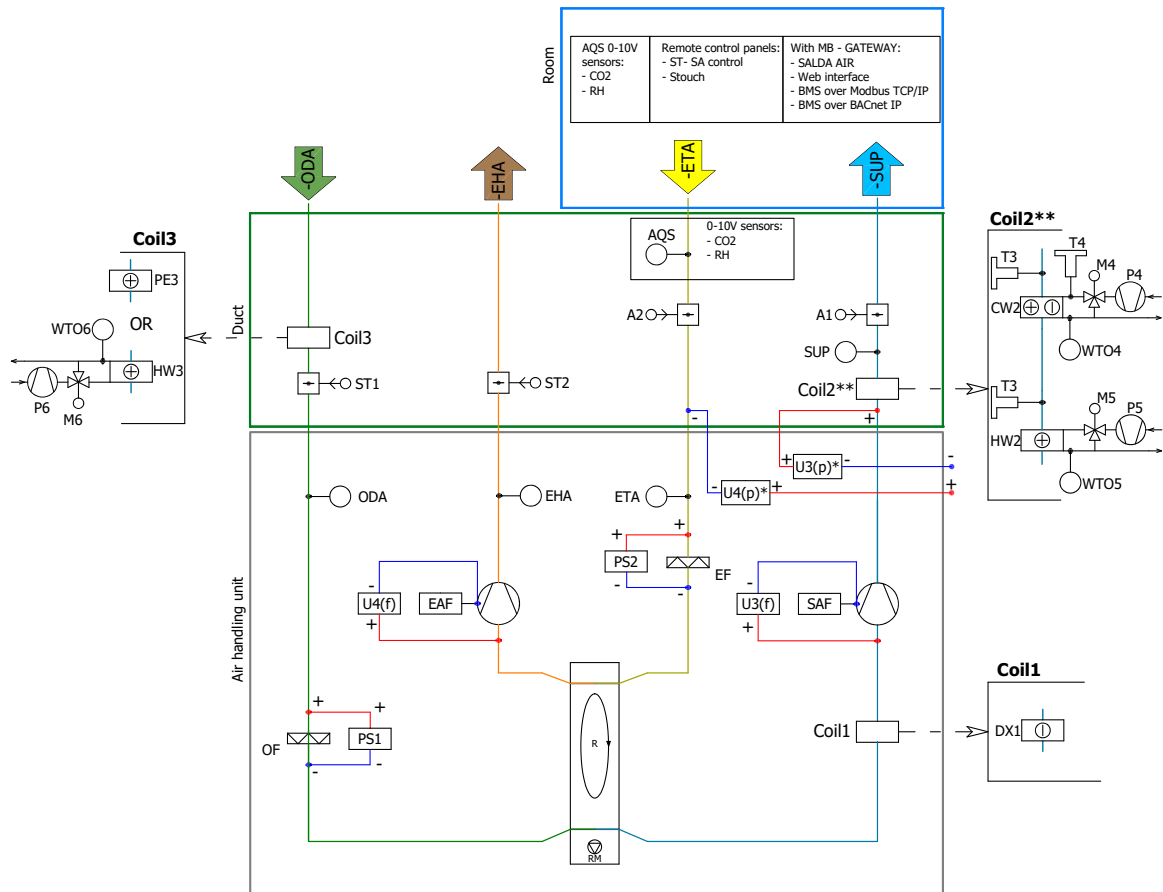 Room
AQS 0-10V
sensors:
- CO2
- RH
Remote control panels:
- ST- SA control
- Stouch
With MB - GATEWAY:
- SALDA AIR
- Web interface
- BMS over Modbus TCP/IP
- BMS over BACnet IP
-ODA
-EHA
-ETA
-SUP
Duct
AQS
0-10V sensors:
- CO2
- RH
A2
A1
SUP
Coil3
Coil2**
ST1
ST2
-
+
Coil3
PE3
OR
WTO6
HW3
P6
M6
Coil2**
T3
T4
M4
P4
CW2
WTO4
T3
M5
P5
HW2
WTO5
Air handling unit
+
U3(p)*
-
-
-
U4(p)*
+
+
ODA
EHA
ETA
+
+
PS2
EF
-
-
-
U4(f)
EAF
+
-
U3(f)
SAF
+
+
+
OF
PS1
-
-
R
RM
Coil1
Coil1
DX1